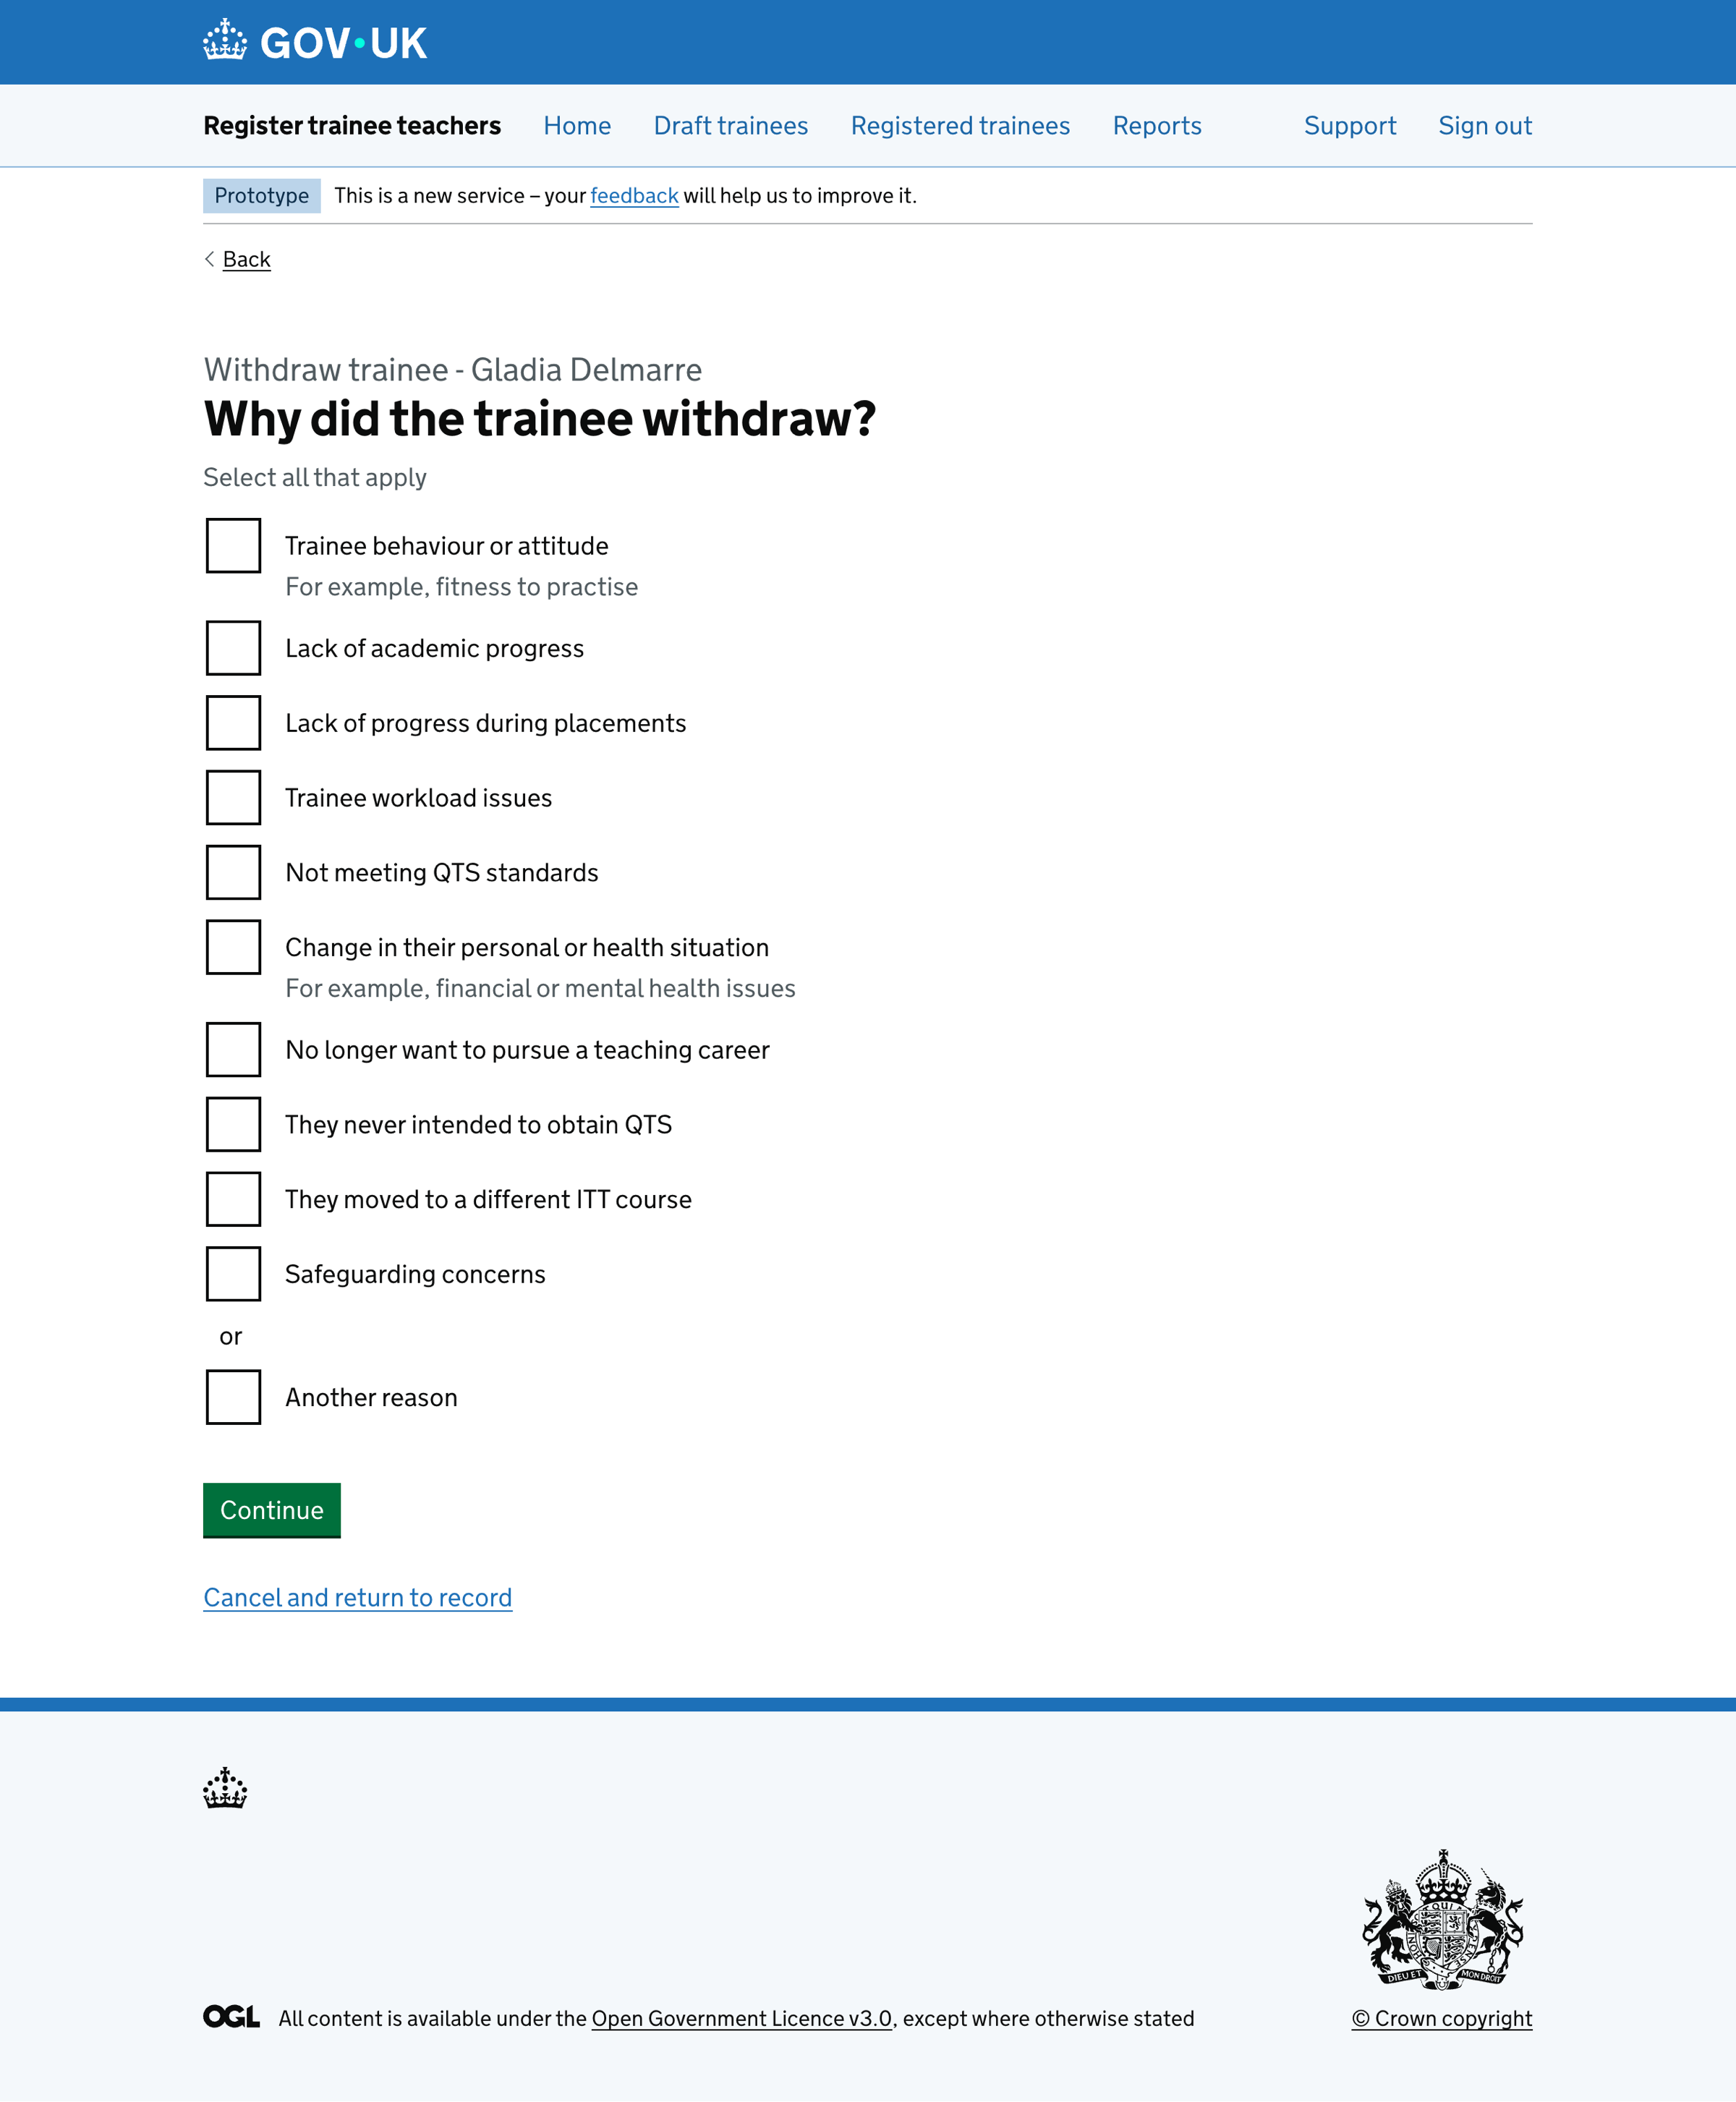 GOV·UK
Register trainee teachers Home Draft trainees Registered trainees Reports Support Sign out
Prototype This is a new service – your feedback will help us to improve it.
Back
Withdraw trainee - Gladia Delmarre
Why did the trainee withdraw?
Select all that apply
Trainee behaviour or attitude
For example, fitness to practise
Lack of academic progress
Lack of progress during placements
Trainee workload issues
Not meeting QTS standards
Change in their personal or health situation
For example, financial or mental health issues
No longer want to pursue a teaching career
They never intended to obtain QTS
They moved to a different ITT course
Safeguarding concerns
or
Another reason
Continue
Cancel and return to record
DIEU ET MON DROIT
OGL All content is available under the Open Government Licence v3.0, except where otherwise stated
© Crown copyright